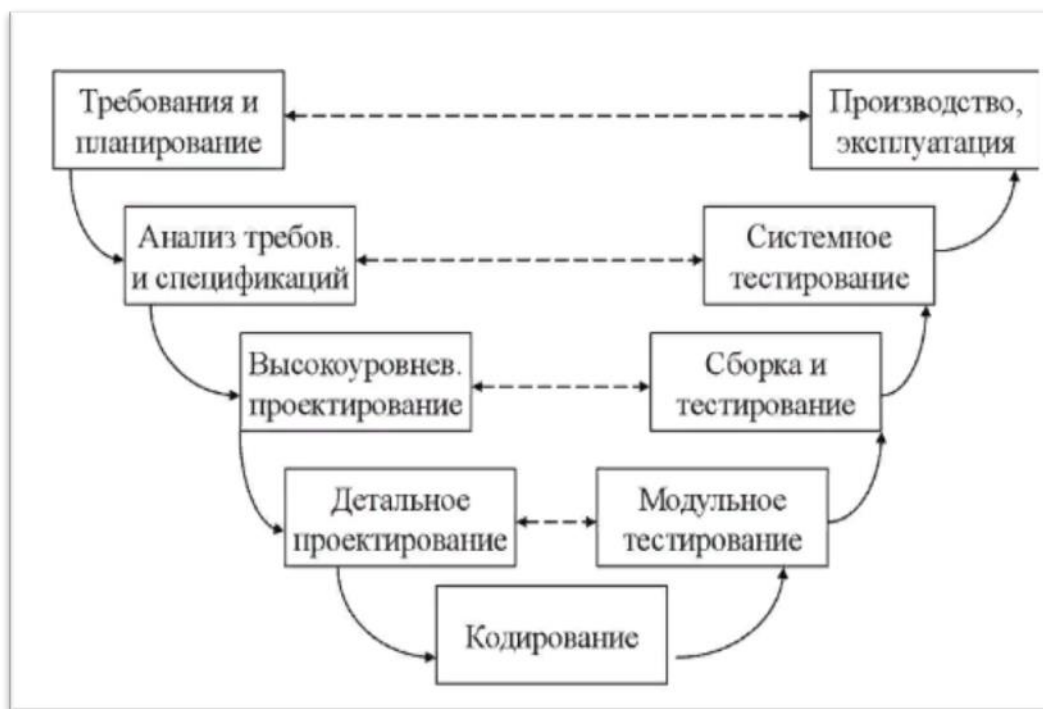 Требования и
планирование
Производство,
эксплуатация
Анализ требов.
и спецификаций
Системное
тестирование
Высокоуровнев.
проектирование
Сборка и
тестирование
Детальное
проектирование
Модульное
тестирование
Кодирование